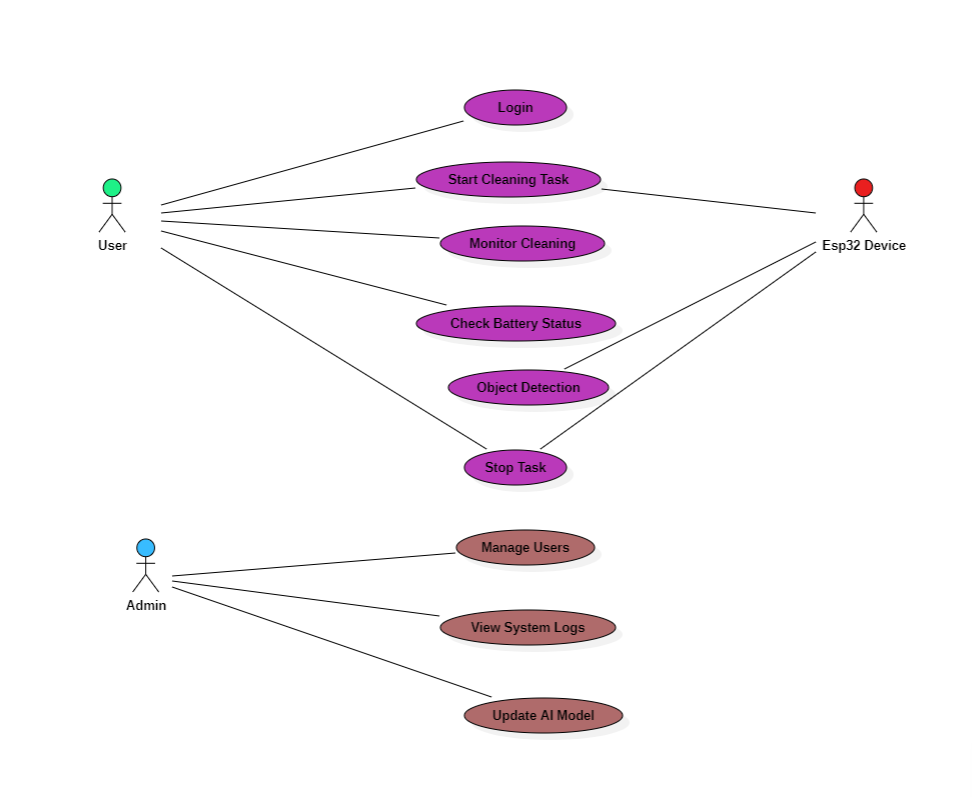 Login
Start Cleaning Task
User
Monitor Cleaning
Esp32 Device
Check Battery Status
Object Detection
Stop Task
Manage Users
Admin
View System Logs
Update AI Model